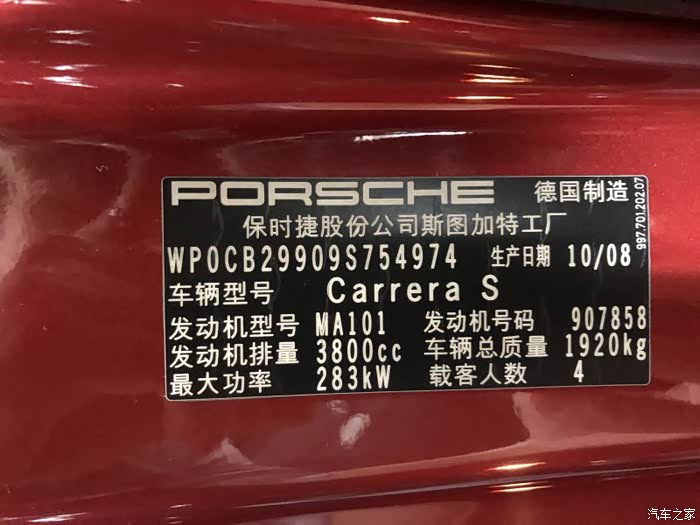 PORSCHE 德国制造
保时捷股份公司斯图加特工厂
WP0CB29909S754974 生产日期 10/08
车辆型号 Carrera S
发动机型号 MA101 发动机号码 907858
发动机排量 3800cc 车辆总质量 1920kg
最大功率 283kW 载客人数 4
997.701.202.07
汽车之家